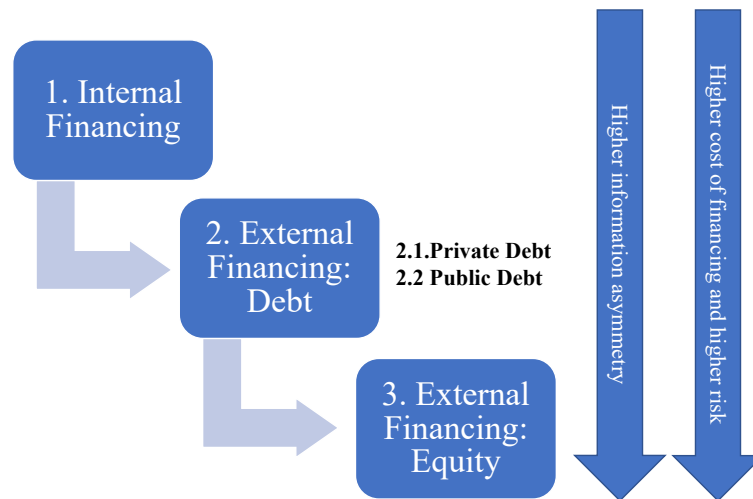 1. Internal
Financing
2. External
Financing:
Debt
2.1.Private Debt
2.2 Public Debt
3. External
Financing:
Equity
Higher information asymmetry
Higher cost of financing and higher risk